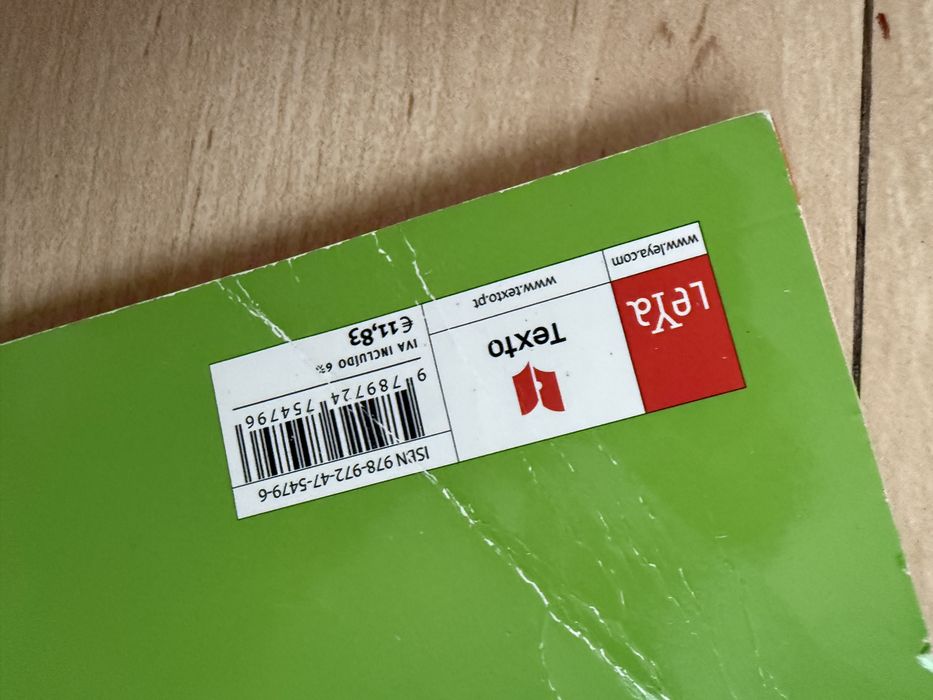 ISBN 978-972-47-5479-6
9 789724 754796
IVA INCLUÍDO 6%
€11,83
Texto
www.texto.pt
LeYa
www.leya.com